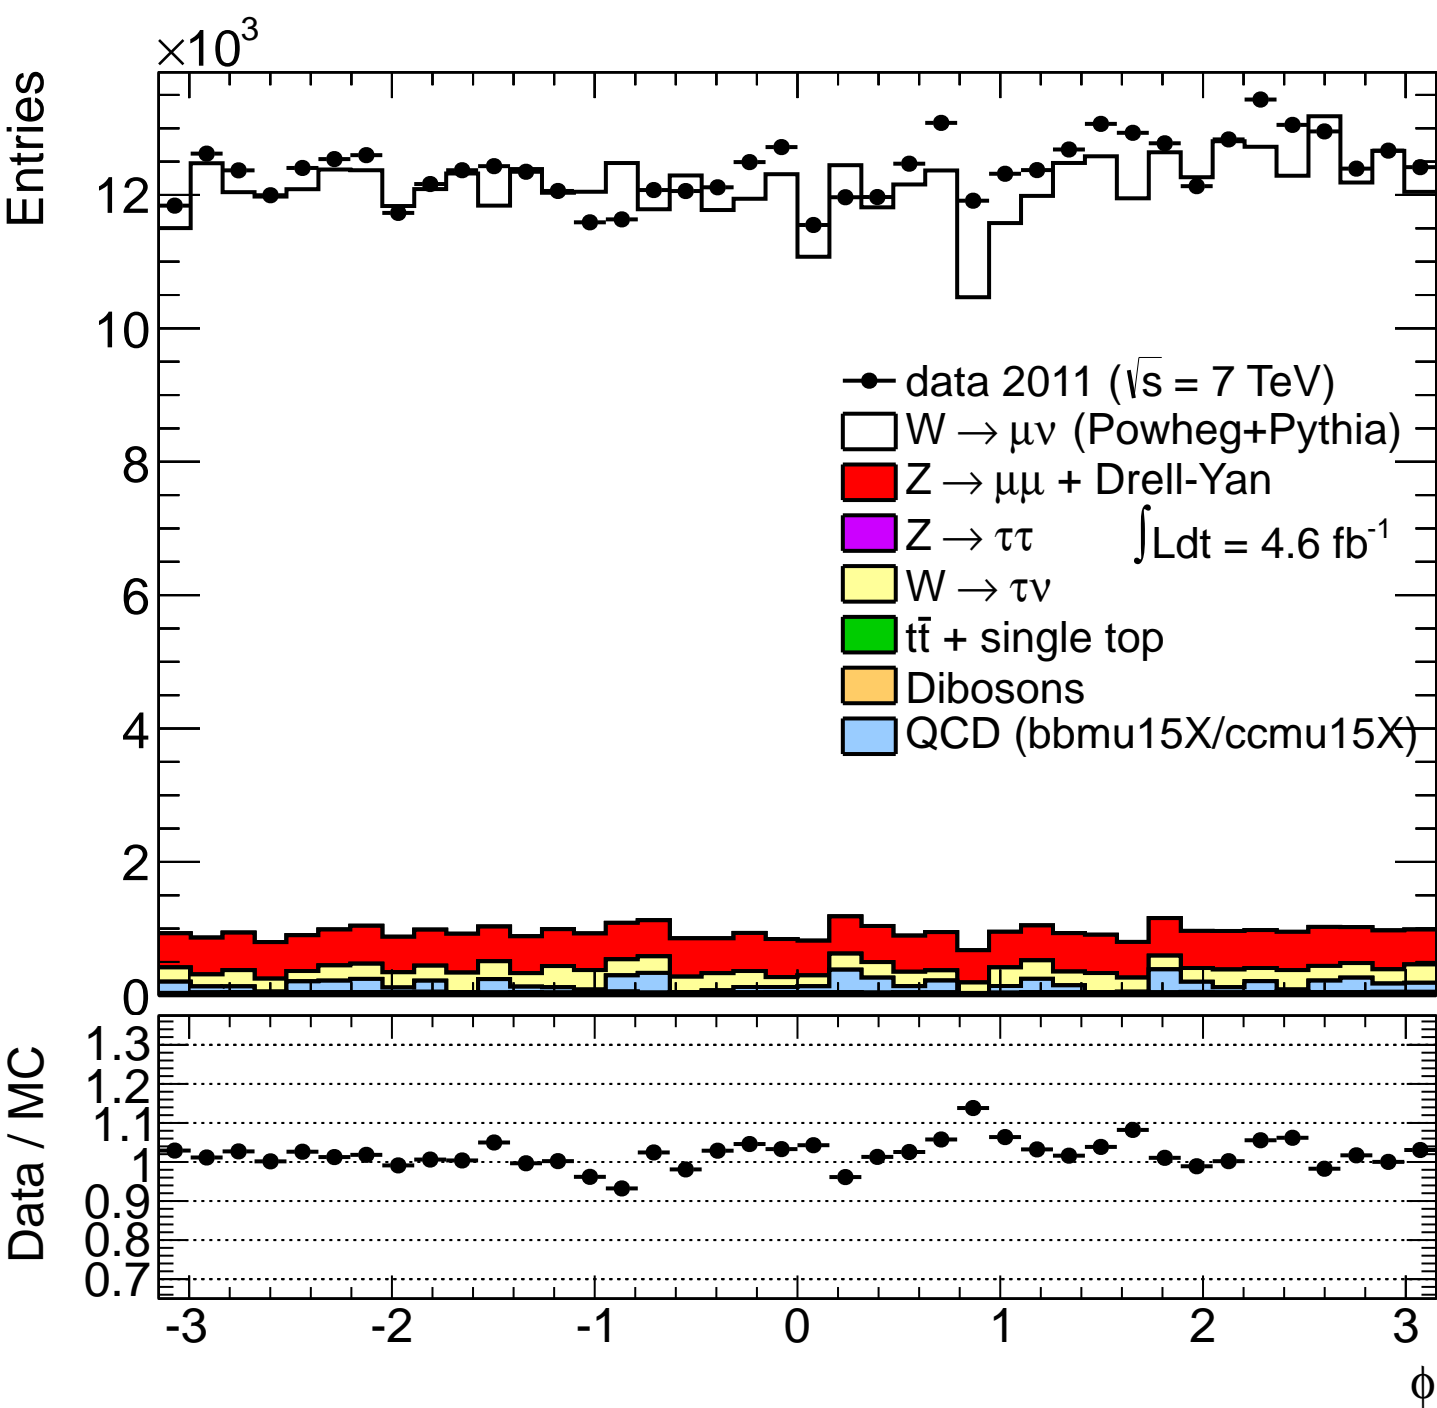 ×10³
Entries
12
10
8
6
4
2
0
data 2011 (√s = 7 TeV)
W → μν (Powheg+Pythia)
Z → μμ + Drell-Yan
Z → ττ
∫Ldt = 4.6 fb⁻¹
W → τν
tt̄ + single top
Dibosons
QCD (bbmu15X/ccmu15X)
Data / MC
1.3
1.2
1.1
1
0.9
0.8
0.7
-3 -2 -1 0 1 2 3
ϕ